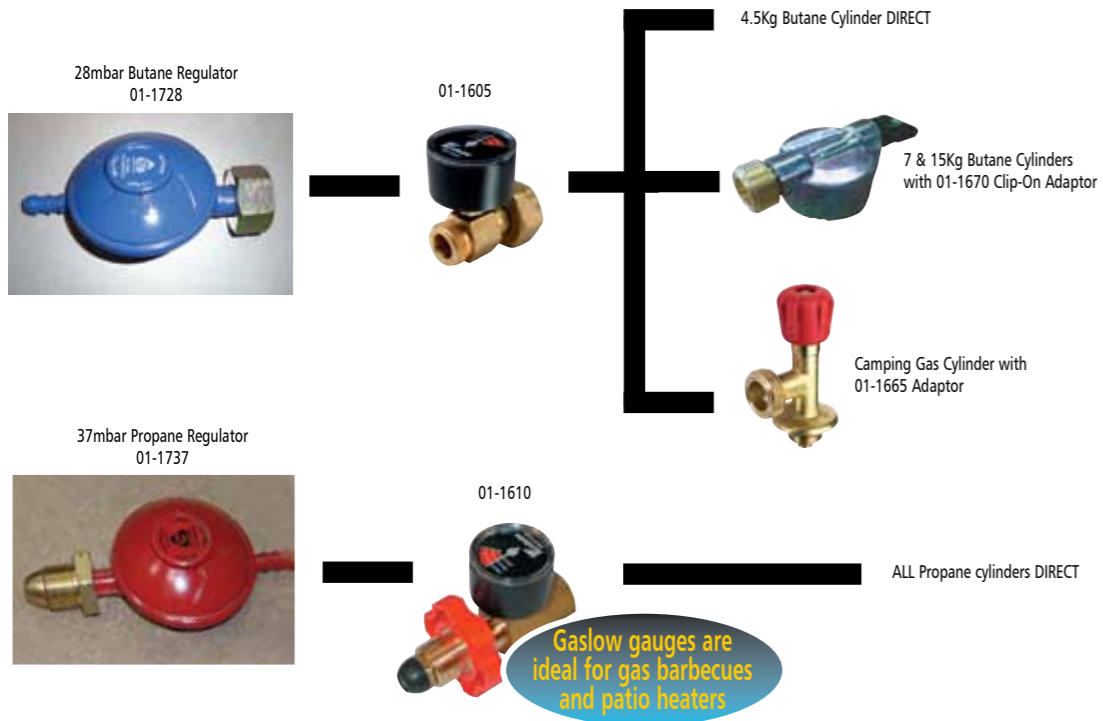 4.5Kg Butane Cylinder DIRECT
28mbar Butane Regulator
01-1728
01-1605
7 & 15Kg Butane Cylinders
with 01-1670 Clip-On Adaptor
Camping Gas Cylinder with
01-1665 Adaptor
37mbar Propane Regulator
01-1737
01-1610
ALL Propane cylinders DIRECT
Gaslow gauges are
ideal for gas barbecues
and patio heaters